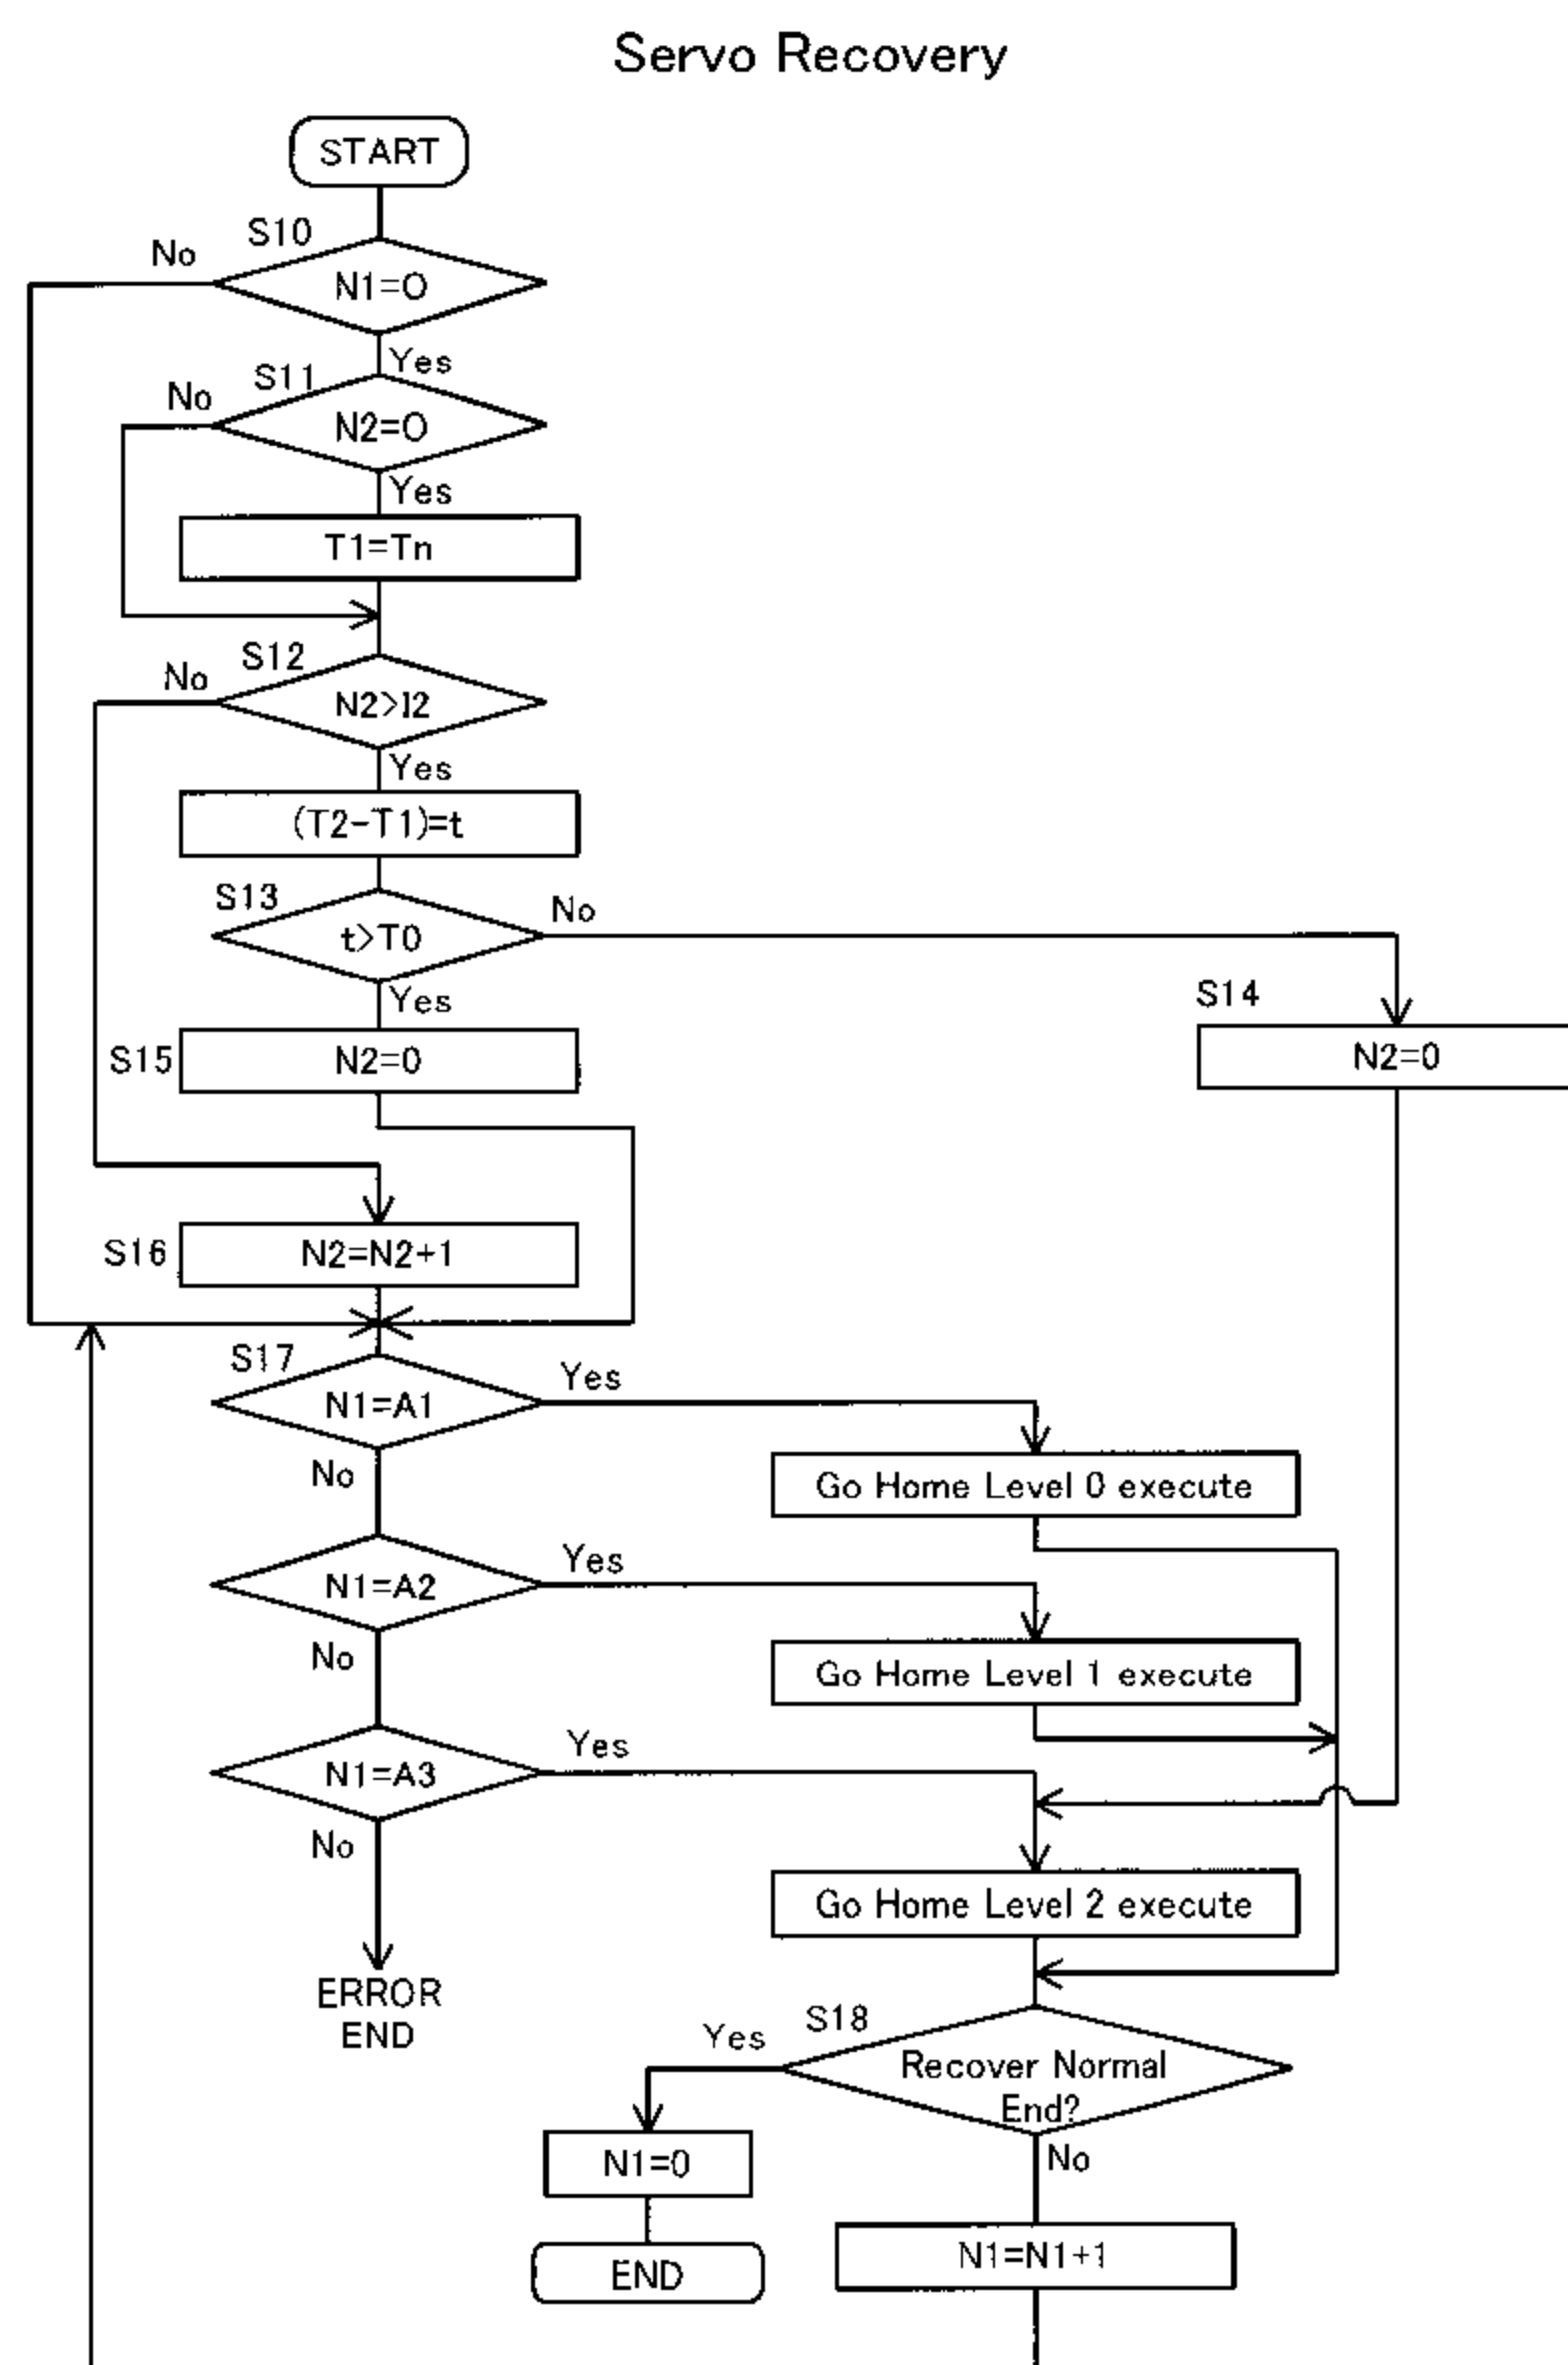 Servo Recovery
START
S10
No
N1=O
Yes
S11
No
N2=O
Yes
T1=Tn
S12
No
N2>I2
Yes
(T2-T1)=t
S13
No
t>T0
Yes
S14
N2=0
S15
N2=0
S16
N2=N2+1
S17
Yes
N1=A1
No
Go Home Level 0 execute
Yes
N1=A2
No
Go Home Level 1 execute
Yes
N1=A3
No
Go Home Level 2 execute
ERROR
END
S18
Yes
Recover Normal
End?
No
N1=0
END
N1=N1+1